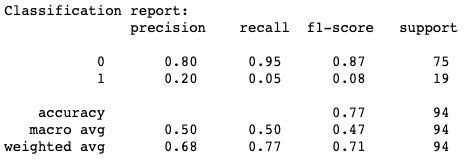 Classification report:
precision recall f1-score support
0 0.80 0.95 0.87 75
1 0.20 0.05 0.08 19
accuracy 0.77 94
macro avg 0.50 0.50 0.47 94
weighted avg 0.68 0.77 0.71 94